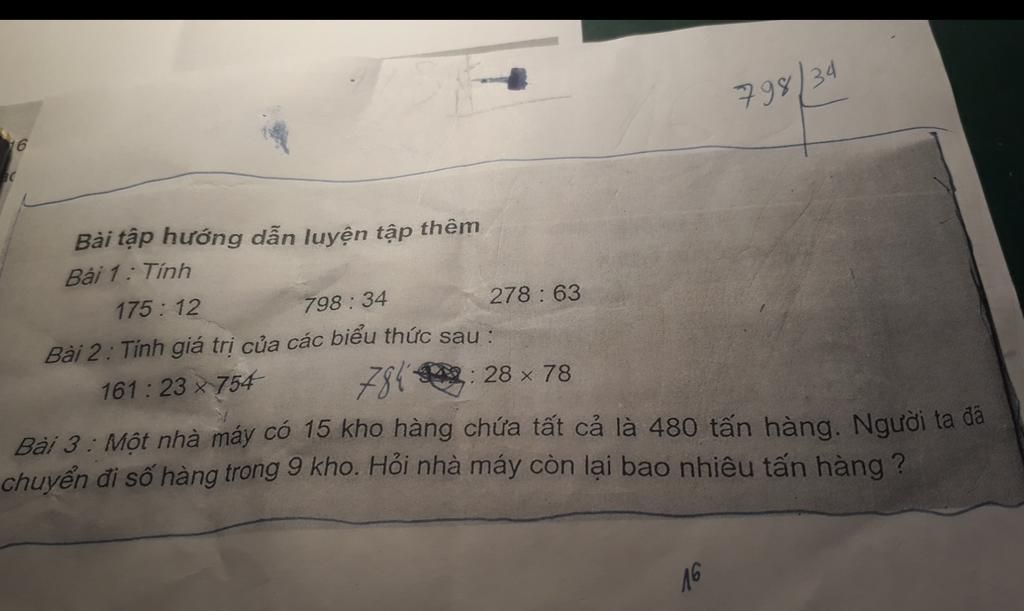 798 34
16
Bài tập hướng dẫn luyện tập thêm
Bài 1 : Tính
175 : 12 798 : 34 278 : 63
Bài 2 : Tính giá trị của các biểu thức sau :
161 : 23 × 754 784 : 28 × 78
Bài 3 : Một nhà máy có 15 kho hàng chứa tất cả là 480 tấn hàng. Người ta đã
chuyển đi số hàng trong 9 kho. Hỏi nhà máy còn lại bao nhiêu tấn hàng ?
16